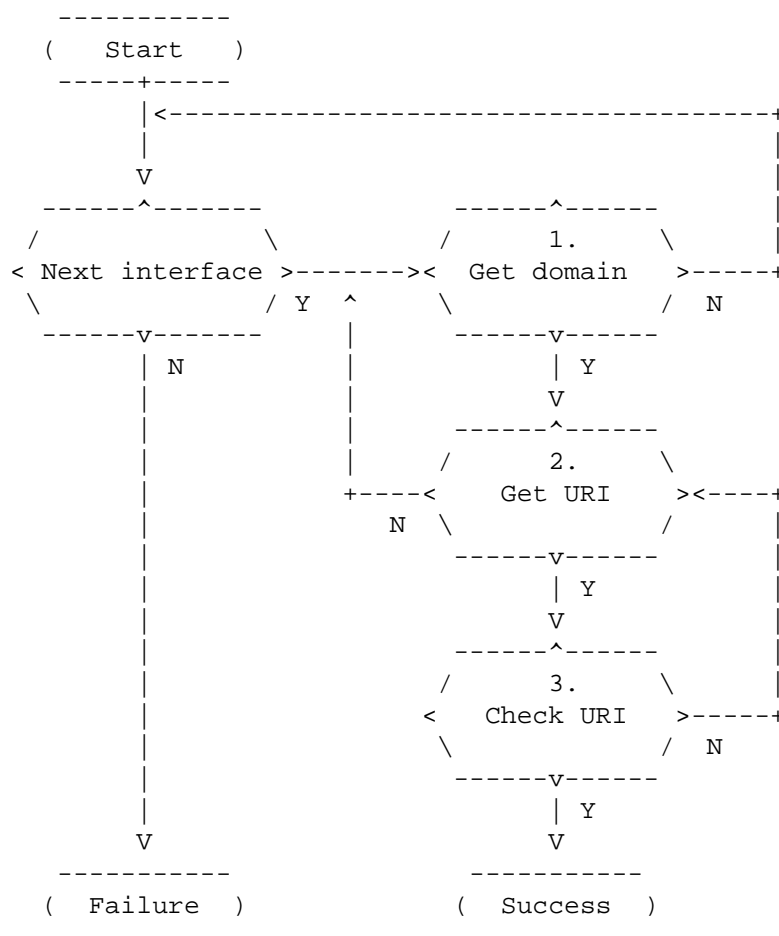 Start
1.
Next interface Get domain
Y N
N Y
2.
Get URI
N
Y
3.
Check URI
N
Y
Failure Success